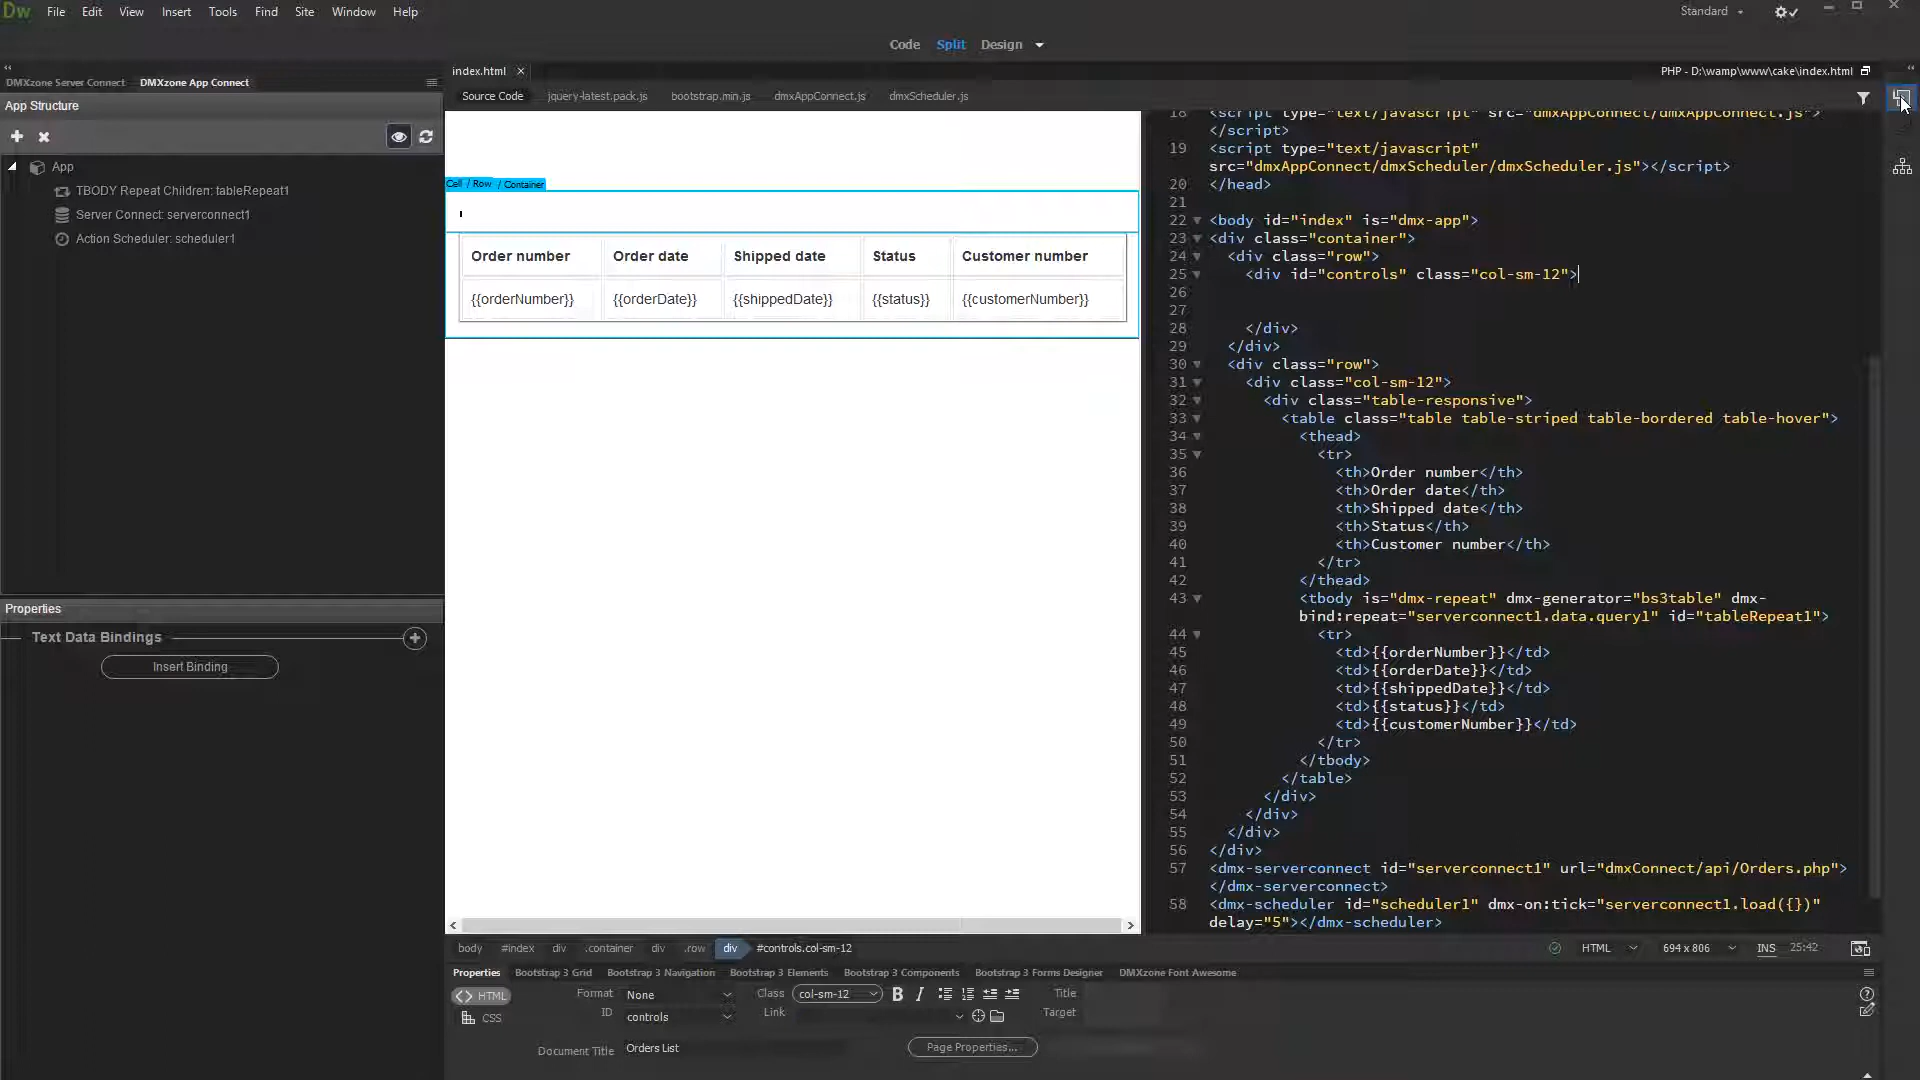 Dw File Edit View Insert Commands Tools Find Site Window Help
Standard
Code Split Design
DMXzone Server Connect DMXzone App Connect
App Structure
App
TBODY Repeat Children: tableRepeat1
Server Connect: serverconnect1
Action Scheduler: scheduler1
Properties
Text Data Bindings
Insert Binding
index.html
PHP - D:\wamp\www\cake\index.html
Source Code jquery-latest.pack.js bootstrap.min.js dmxAppConnect.js dmxScheduler.js
Cell / Row / Container
Order number Order date Shipped date Status Customer number
{{orderNumber}} {{orderDate}} {{shippedDate}} {{status}} {{customerNumber}}
18 <script type="text/javascript" src="dmxAppConnect/dmxAppConnect.js">
</script>
19 <script type="text/javascript"
src="dmxAppConnect/dmxScheduler/dmxScheduler.js"></script>
20 </head>
21
22 <body id="index" is="dmx-app">
23 <div class="container">
24 <div class="row">
25 <div id="controls" class="col-sm-12">
26
27
28 </div>
29 </div>
30 <div class="row">
31 <div class="col-sm-12">
32 <div class="table-responsive">
33 <table class="table table-striped table-bordered table-hover">
34 <thead>
35 <tr>
36 <th>Order number</th>
37 <th>Order date</th>
38 <th>Shipped date</th>
39 <th>Status</th>
40 <th>Customer number</th>
41 </tr>
42 </thead>
43 <tbody is="dmx-repeat" dmx-generator="bs3table" dmx-
bind:repeat="serverconnect1.data.query1" id="tableRepeat1">
44 <tr>
45 <td>{{orderNumber}}</td>
46 <td>{{orderDate}}</td>
47 <td>{{shippedDate}}</td>
48 <td>{{status}}</td>
49 <td>{{customerNumber}}</td>
50 </tr>
51 </tbody>
52 </table>
53 </div>
54 </div>
55 </div>
56 </div>
57 <dmx-serverconnect id="serverconnect1" url="dmxConnect/api/Orders.php">
</dmx-serverconnect>
58 <dmx-scheduler id="scheduler1" dmx-on:tick="serverconnect1.load({})"
delay="5"></dmx-scheduler>
body #index div .container div .row div #controls.col-sm-12
HTML 694 x 806 INS 25:42
Properties Bootstrap 3 Grid Bootstrap 3 Navigation Bootstrap 3 Elements Bootstrap 3 Components Bootstrap 3 Forms Designer DMXzone Font Awesome
HTML Format None Class col-sm-12 B I Title
CSS ID controls Link Target
Document Title Orders List Page Properties...